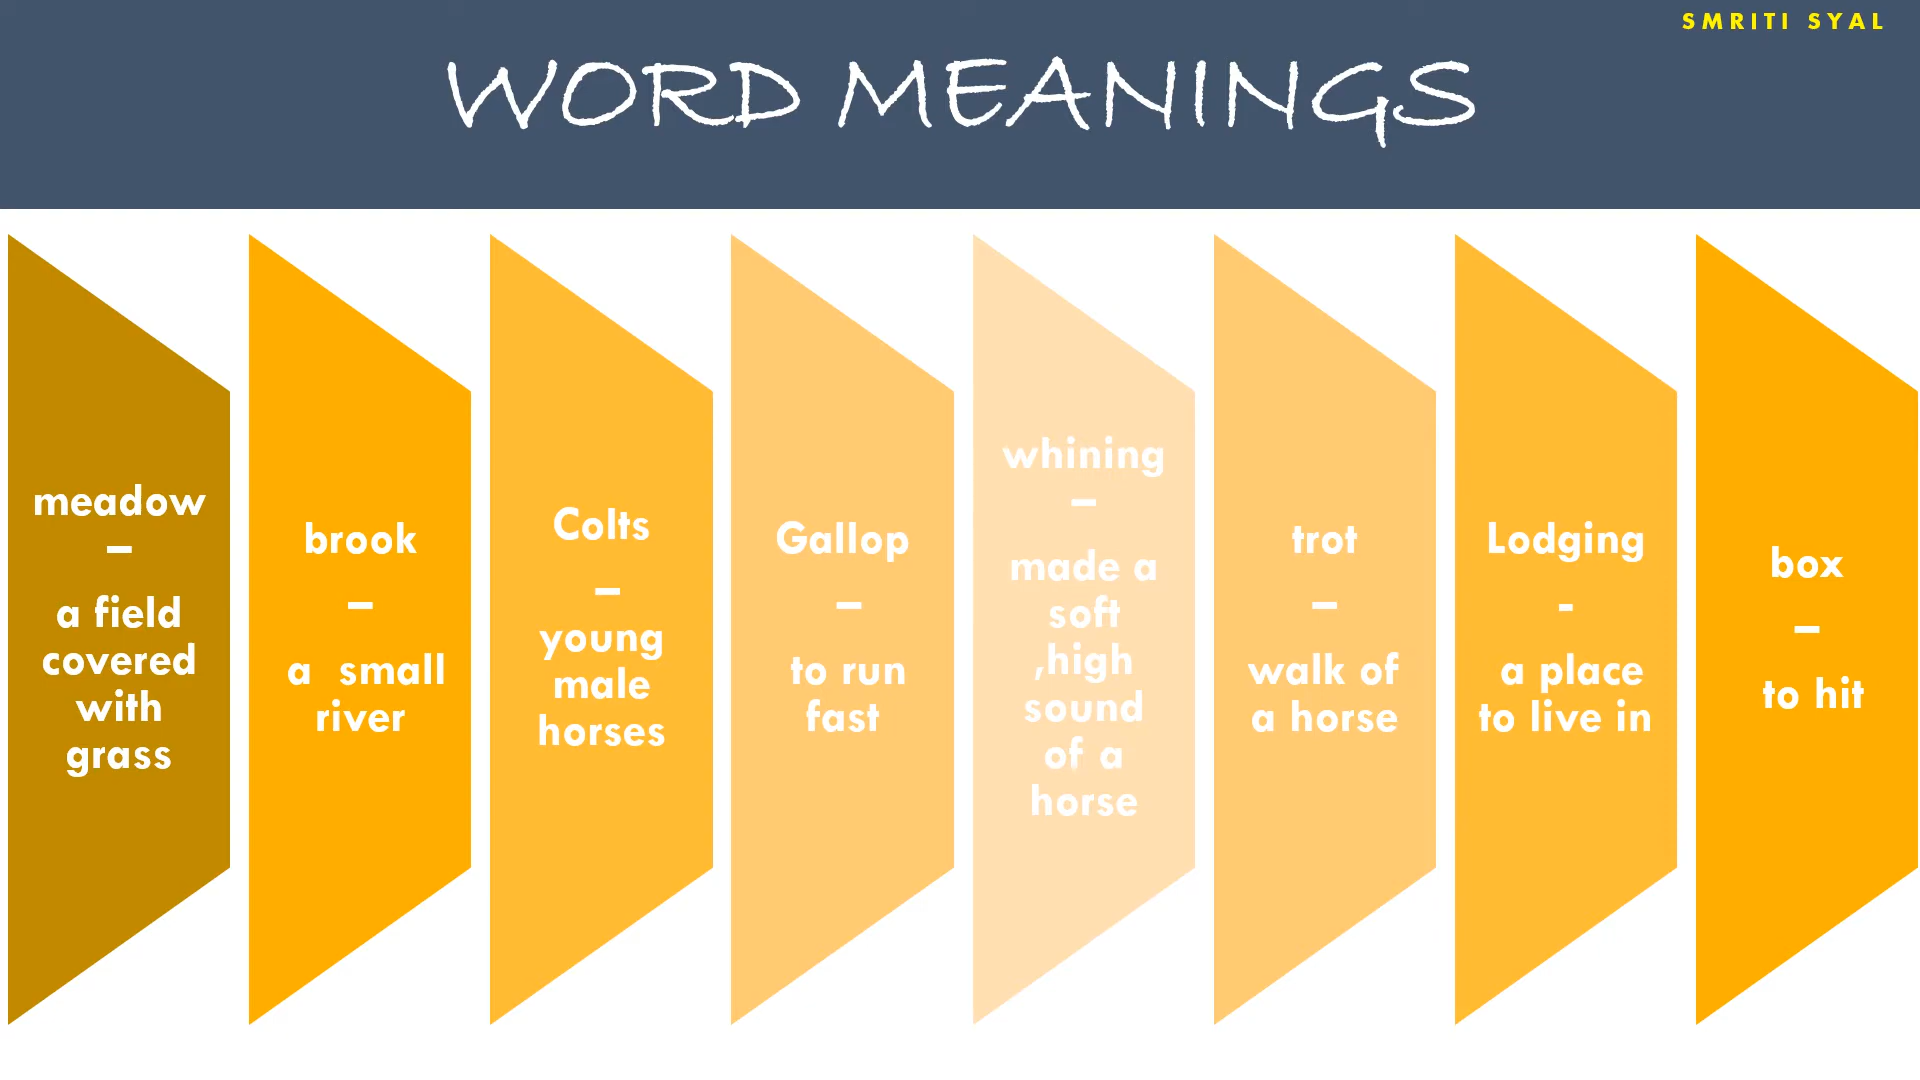 SMRITI SYAL
WORD MEANINGS
meadow
–
a field
covered
with
grass
brook
–
a small
river
Colts
–
young
male
horses
Gallop
–
to run
fast
whining
–
made a
soft
,high
sound
of a
horse
trot
–
walk of
a horse
Lodging
-
a place
to live in
box
–
to hit